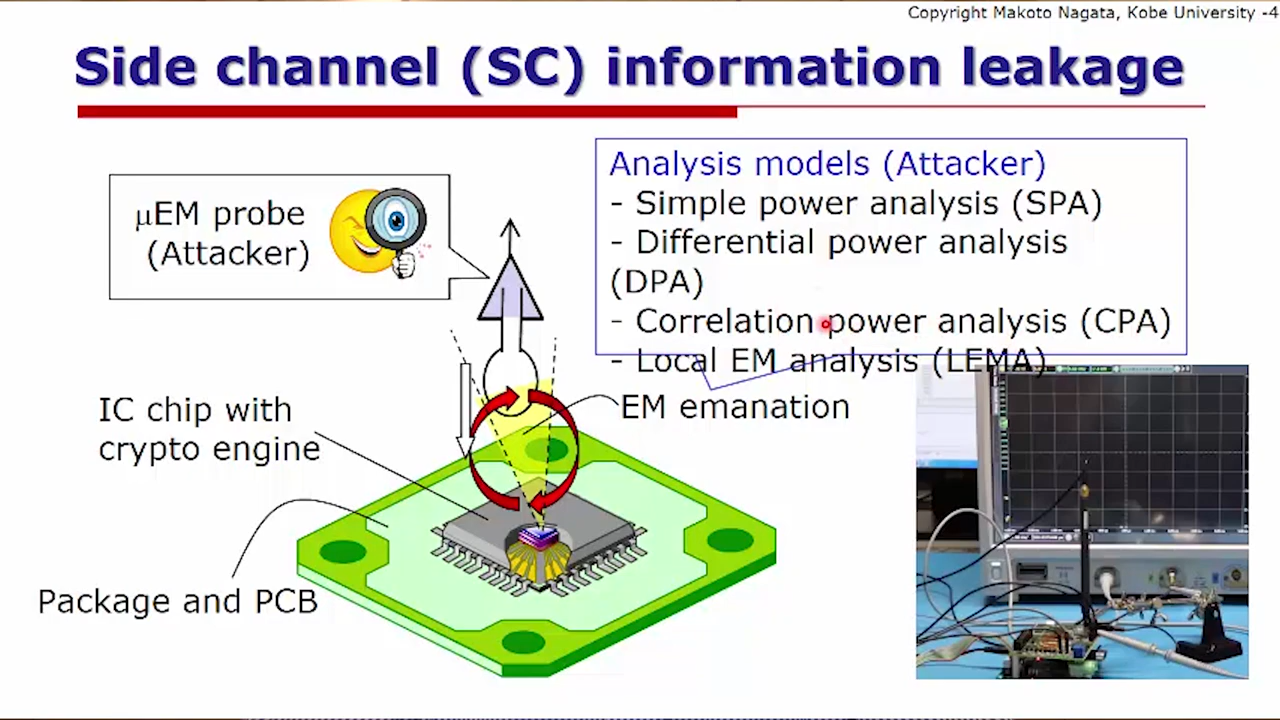 Copyright Makoto Nagata, Kobe University -4
Side channel (SC) information leakage
Analysis models (Attacker)
- Simple power analysis (SPA)
- Differential power analysis
(DPA)
- Correlation power analysis (CPA)
- Local EM analysis (LEMA)
μEM probe
(Attacker)
EM emanation
IC chip with
crypto engine
Package and PCB